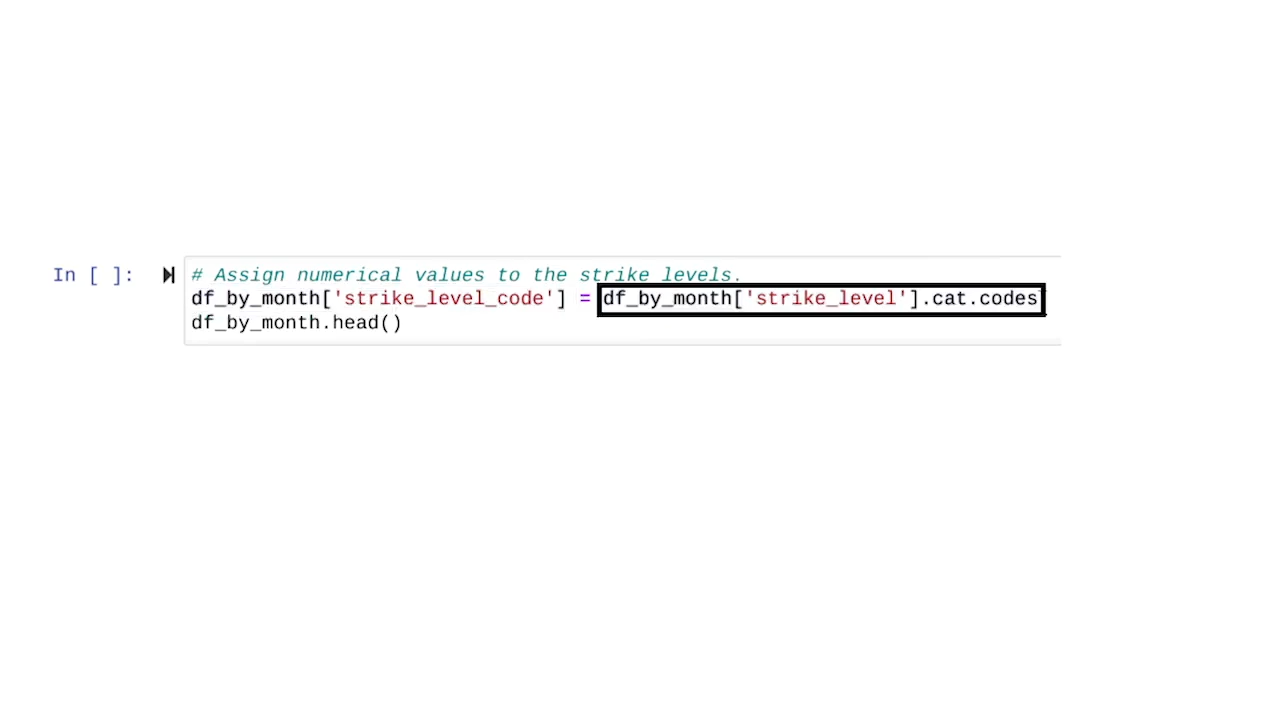 In [ ]: # Assign numerical values to the strike levels.
df_by_month['strike_level_code'] = df_by_month['strike_level'].cat.codes
df_by_month.head()